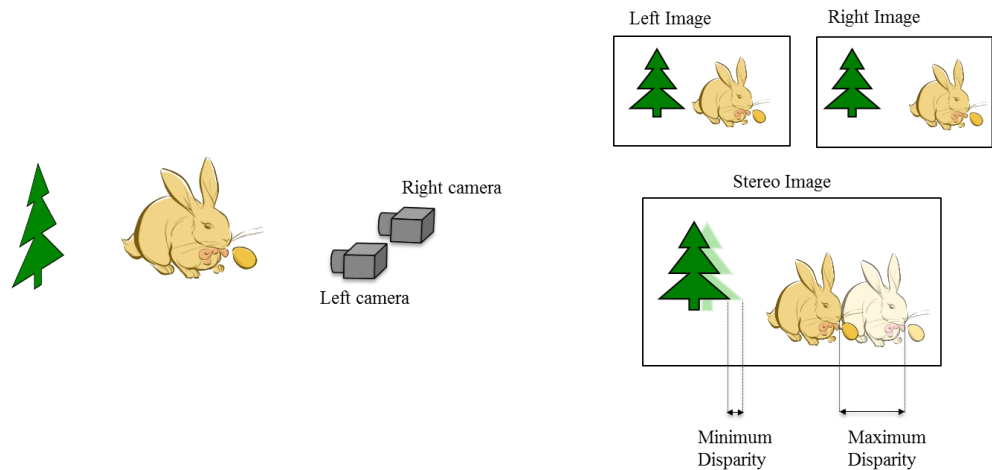 Left Image
Right Image
Right camera
Left camera
Stereo Image
Minimum
Disparity
Maximum
Disparity